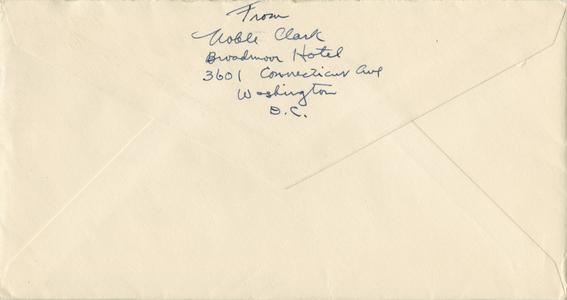 From
Noble Clark
Broadmoor Hotel
3601 Connecticut Ave
Washington
D.C.